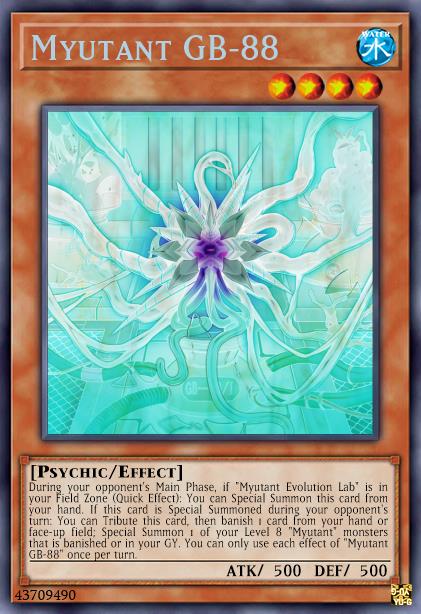 Myutant GB-88
WATER
水
[Psychic/Effect]
During your opponent's Main Phase, if "Myutant Evolution Lab" is in
your Field Zone (Quick Effect): You can Special Summon this card from
your hand. If this card is Special Summoned during your opponent's
turn: You can Tribute this card, then banish 1 card from your hand or
face-up field; Special Summon 1 of your Level 8 "Myutant" monsters
that is banished or in your GY. You can only use each effect of "Myutant
GB-88" once per turn.
ATK/ 500 DEF/ 500
43709490